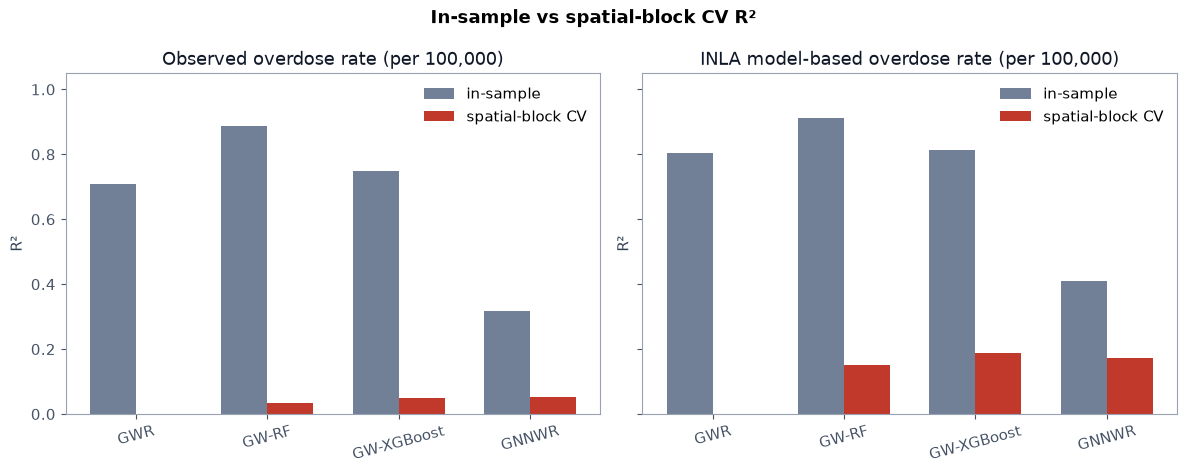 In-sample vs spatial-block CV R²
Observed overdose rate (per 100,000)
INLA model-based overdose rate (per 100,000)
in-sample
spatial-block CV
in-sample
spatial-block CV
R²
1.0
0.8
0.6
0.4
0.2
0.0
R²
GWR
GW-RF
GW-XGBoost
GNNWR
GWR
GW-RF
GW-XGBoost
GNNWR